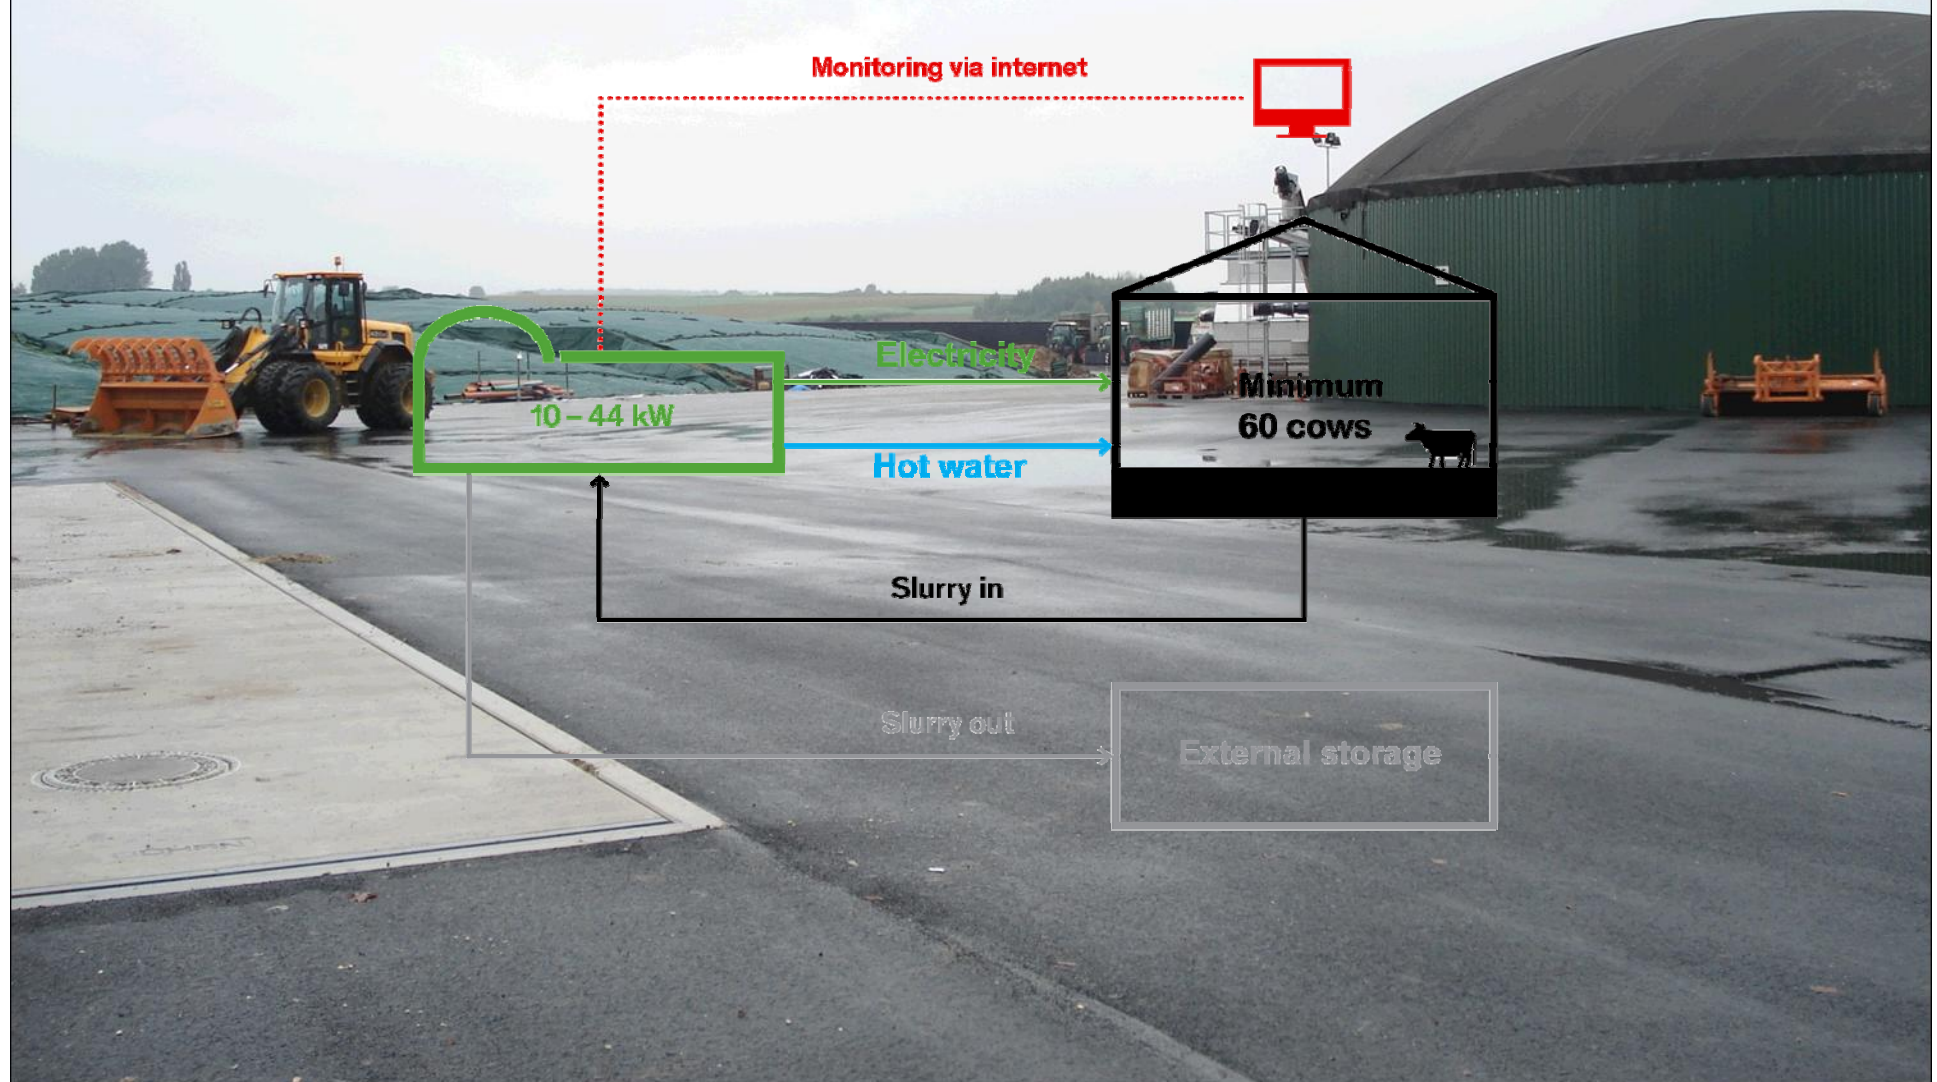 Monitoring via internet
Electricity
10 – 44 kW
Minimum
60 cows
Hot water
Slurry in
Slurry out
External storage